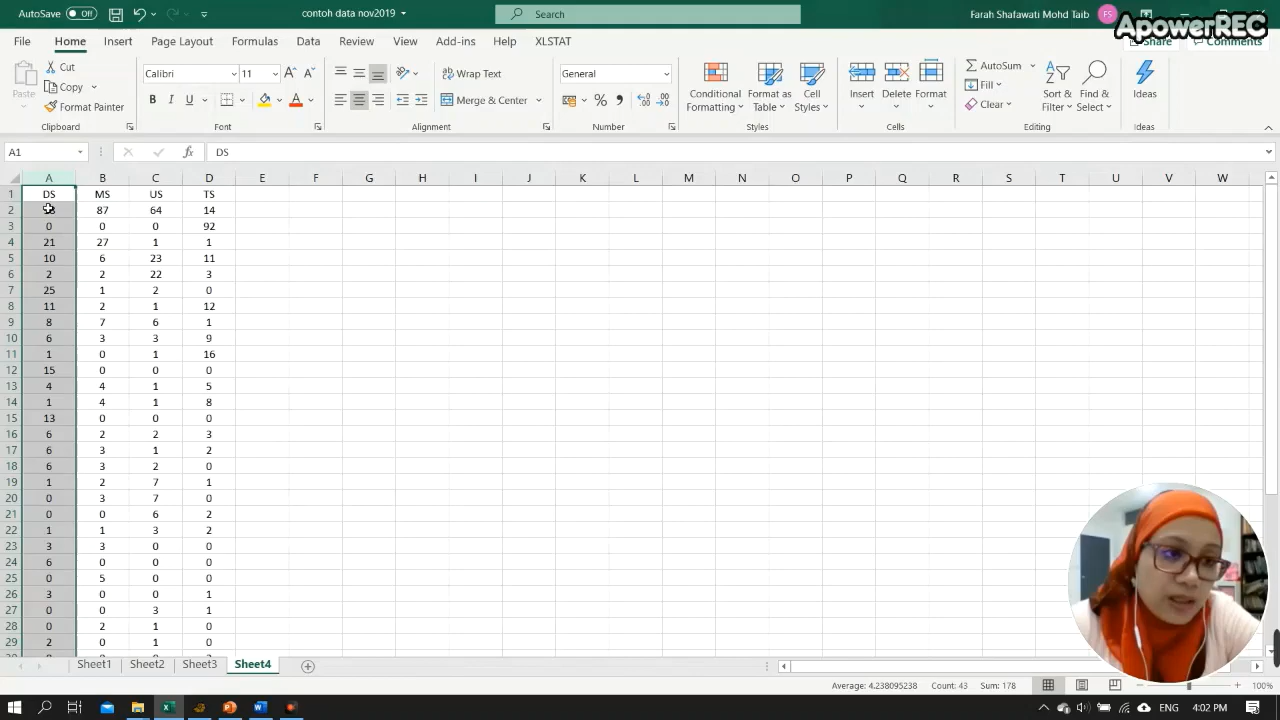 AutoSave Off contoh data nov2019 Search Farah Shafawati Mohd Taib FS
ApowerREC
File Home Insert Page Layout Formulas Data Review View Add-ins Help XLSTAT Share Comments
Paste Cut Copy Format Painter
Calibri 11 B I U A
Wrap Text Merge & Center
General % 9
Conditional Formatting Format as Table Cell Styles
Insert Delete Format
AutoSum Fill Clear Sort & Filter Find & Select Ideas
Clipboard Font Alignment Number Styles Cells Editing Ideas
A1 fx DS
A B C D E F G H I J K L M N O P Q R S T U V W
1 DS MS US TS
2 87 64 14
3 0 0 0 92
4 21 27 1 1
5 10 6 23 11
6 2 2 22 3
7 25 1 2 0
8 11 2 1 12
9 8 7 6 1
10 6 3 3 9
11 1 0 1 16
12 15 0 0 0
13 4 4 1 5
14 1 4 1 8
15 13 0 0 0
16 6 2 2 3
17 6 3 1 2
18 6 3 2 0
19 1 2 7 1
20 0 3 7 0
21 0 0 6 2
22 1 1 3 2
23 3 3 0 0
24 6 0 0 0
25 0 5 0 0
26 3 0 0 1
27 0 0 3 1
28 0 2 1 0
29 2 0 1 0
Sheet1 Sheet2 Sheet3 Sheet4
Average: 4.238095238 Count: 43 Sum: 178 100%
ENG 4:02 PM